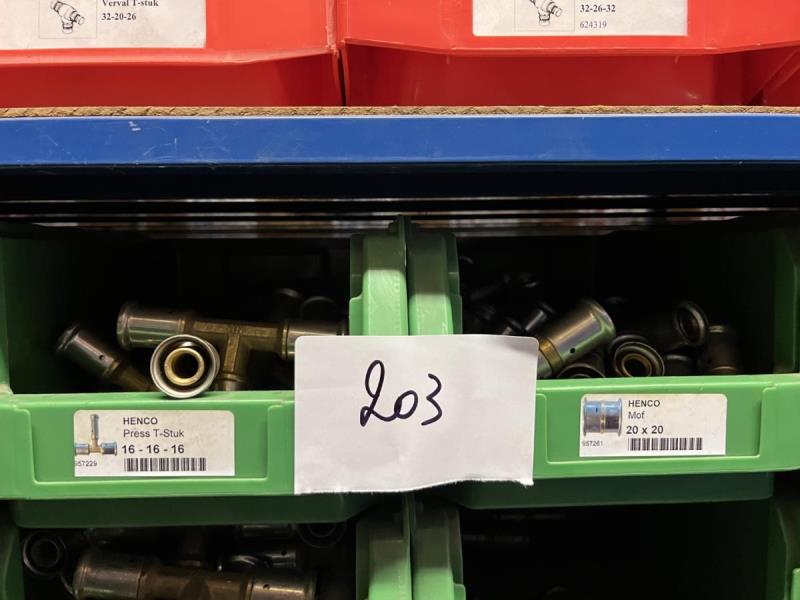 Verval T-stuk
32-20-26
32-26-32
624319
203
HENCO
Press T-Stuk
16 - 16 - 16
957229
HENCO
Mof
20 x 20
957261